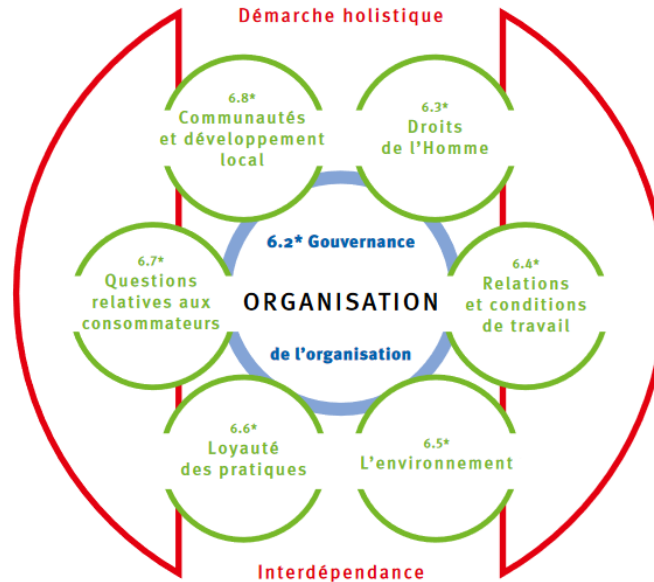 Démarche holistique
6.8*
Communautés
et développement
local
6.3*
Droits
de l'Homme
6.2* Gouvernance
ORGANISATION
de l'organisation
6.7*
Questions
relatives aux
consommateurs
6.4*
Relations
et conditions
de travail
6.6*
Loyauté
des pratiques
6.5*
L'environnement
Interdépendance